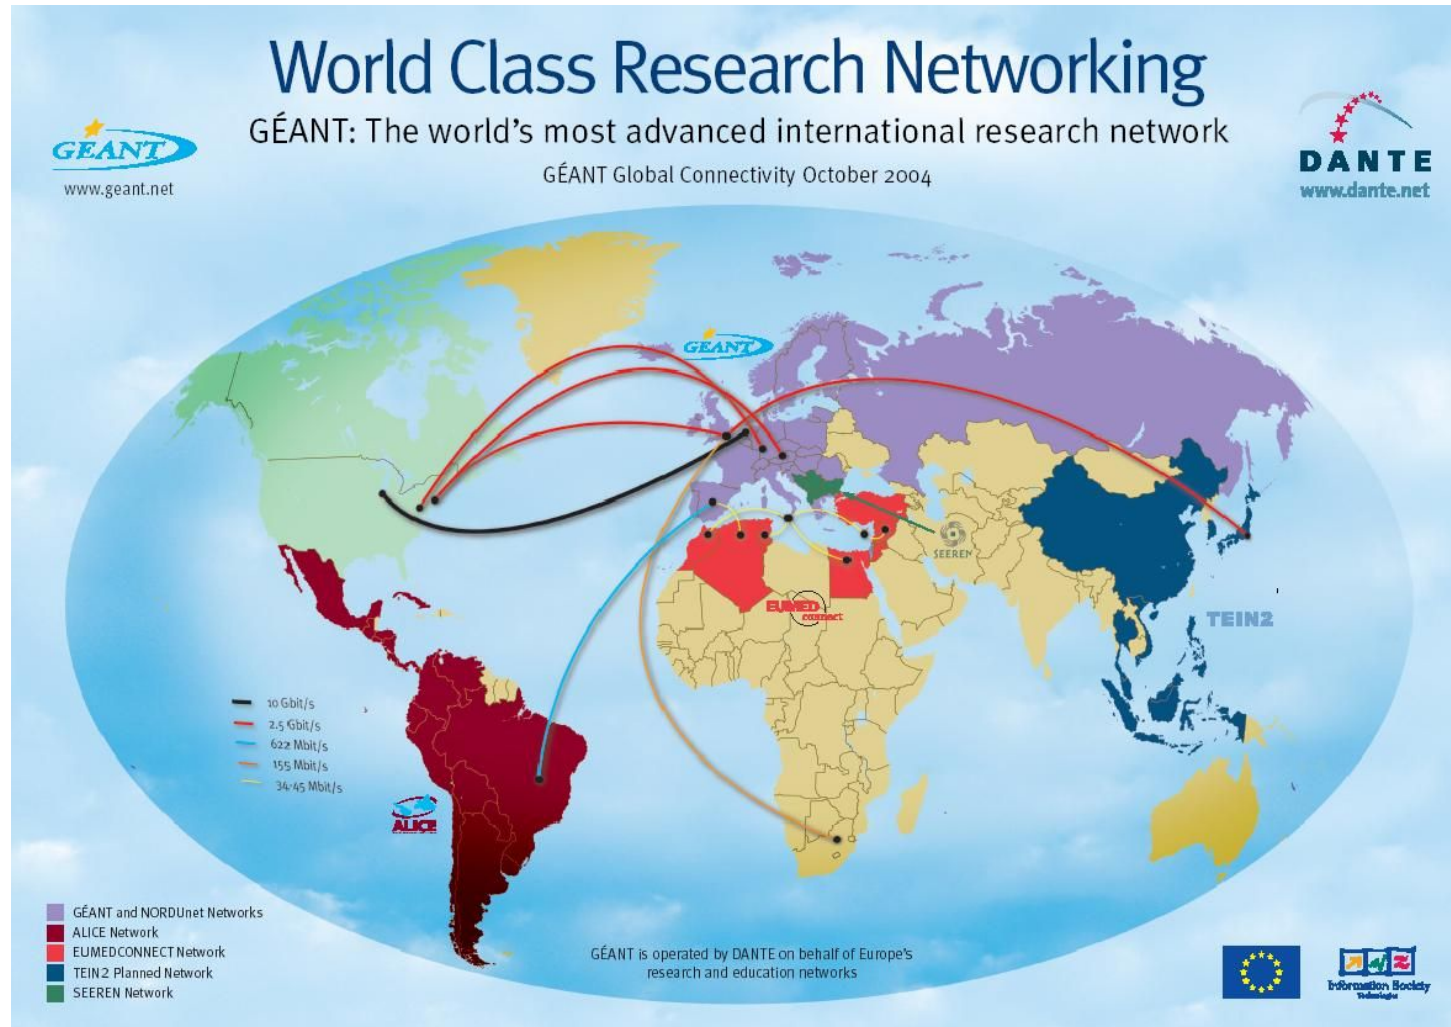 World Class Research Networking
GÉANT: The world's most advanced international research network
GÉANT Global Connectivity October 2004
GÉANT
www.geant.net
DANTE
www.dante.net
GÉANT
SEEREN
EUMED
connect
TEIN2
10 Gbit/s
2.5 Gbit/s
622 Mbit/s
155 Mbit/s
34-45 Mbit/s
ALICE
GÉANT and NORDUnet Networks
ALICE Network
EUMEDCONNECT Network
TEIN2 Planned Network
SEEREN Network
GÉANT is operated by DANTE on behalf of Europe's
research and education networks
Information Society
Technologies